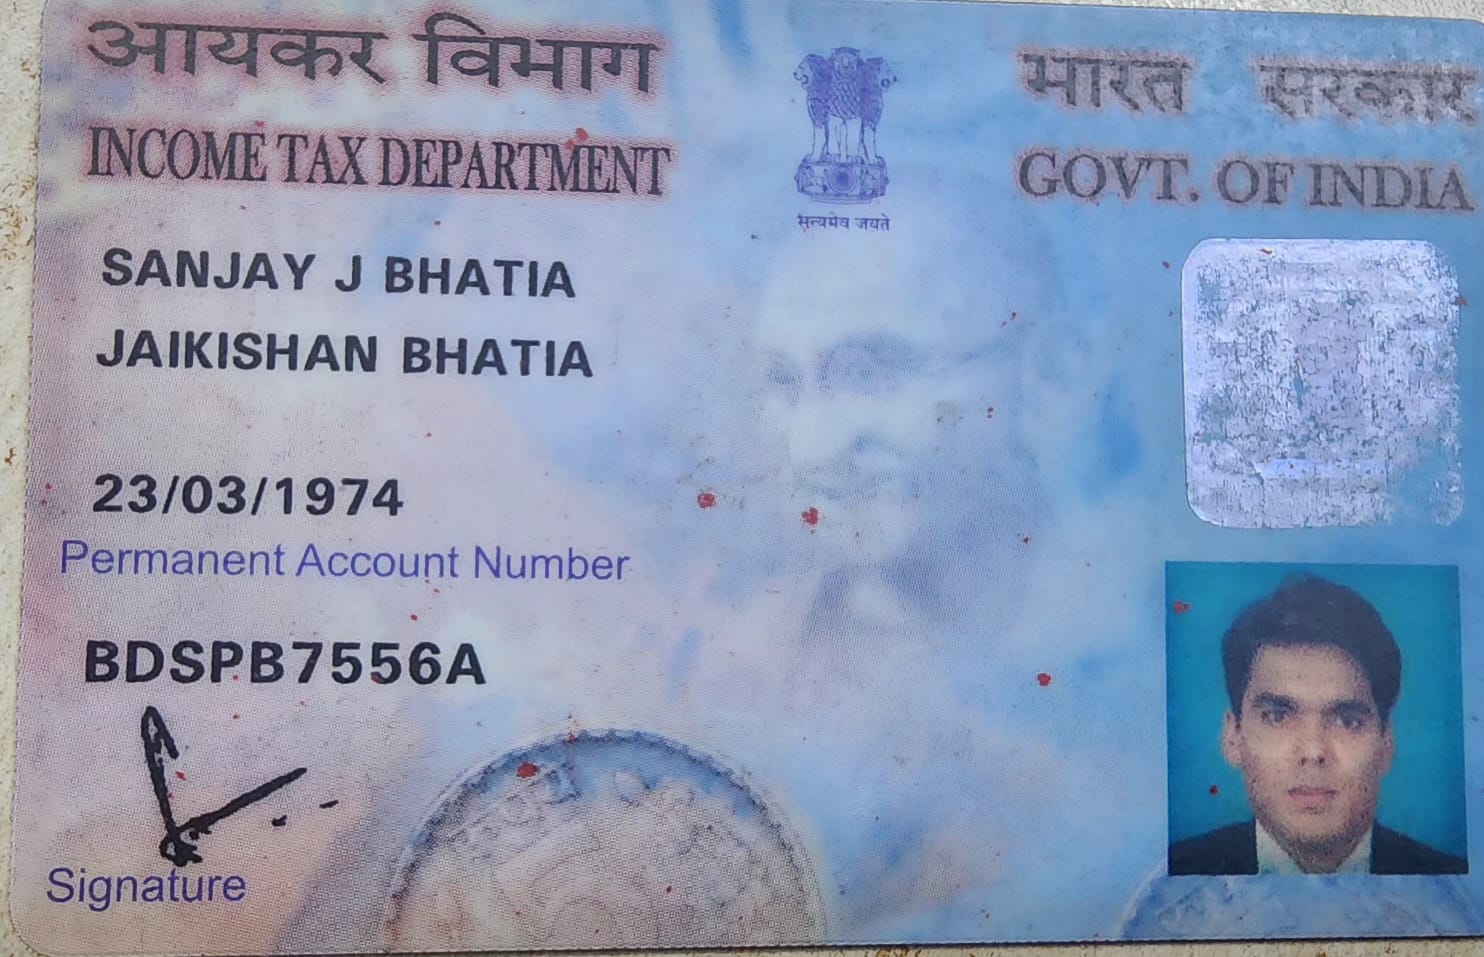 आयकर विभाग
INCOME TAX DEPARTMENT
सत्यमेव जयते
भारत सरकार
GOVT. OF INDIA
SANJAY J BHATIA
JAIKISHAN BHATIA
23/03/1974
Permanent Account Number
BDSPB7556A
Signature